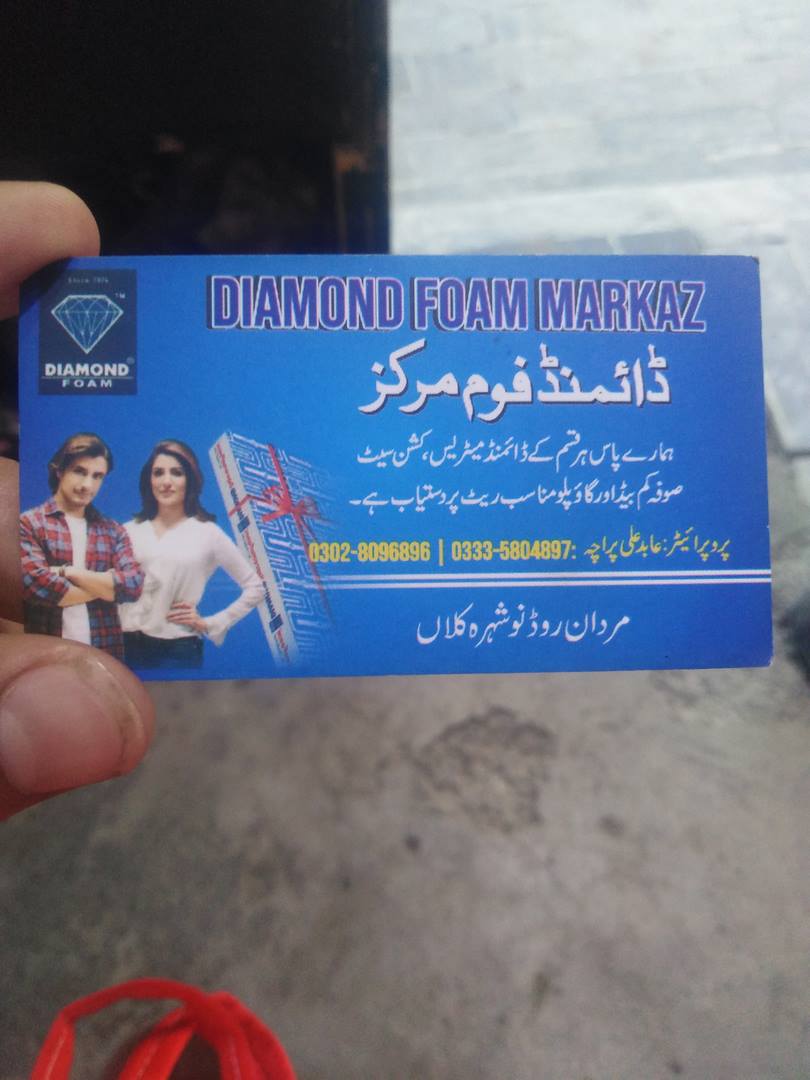 Since 1976
DIAMOND®
FOAM
DIAMOND FOAM MARKAZ
ڈائمنڈ فوم مرکز
ہمارے پاس ہر قسم کے ڈائمنڈ میٹریس، کشن سیٹ
صوفہ کم بیڈ اور گاؤ پلو مناسب ریٹ پر دستیاب ہے۔
پروپرائیٹر: عابد علی پراچہ: 0333-5804897 | 0302-8096896
مردان روڈ نوشہرہ کلاں